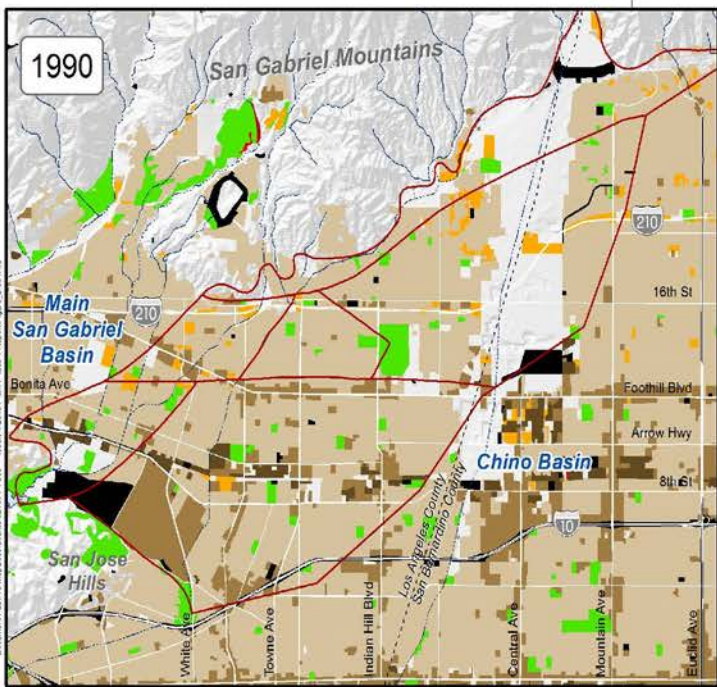 1990
San Gabriel Mountains
210
16th St
Main
San Gabriel
Basin
210
Bonita Ave
Foothill Blvd
Arrow Hwy
Chino Basin
8th St
10
San Jose
Hills
Los Angeles County
San Bernardino County
White Ave
Towne Ave
Indian Hill Blvd
Central Ave
Mountain Ave
Euclid Ave